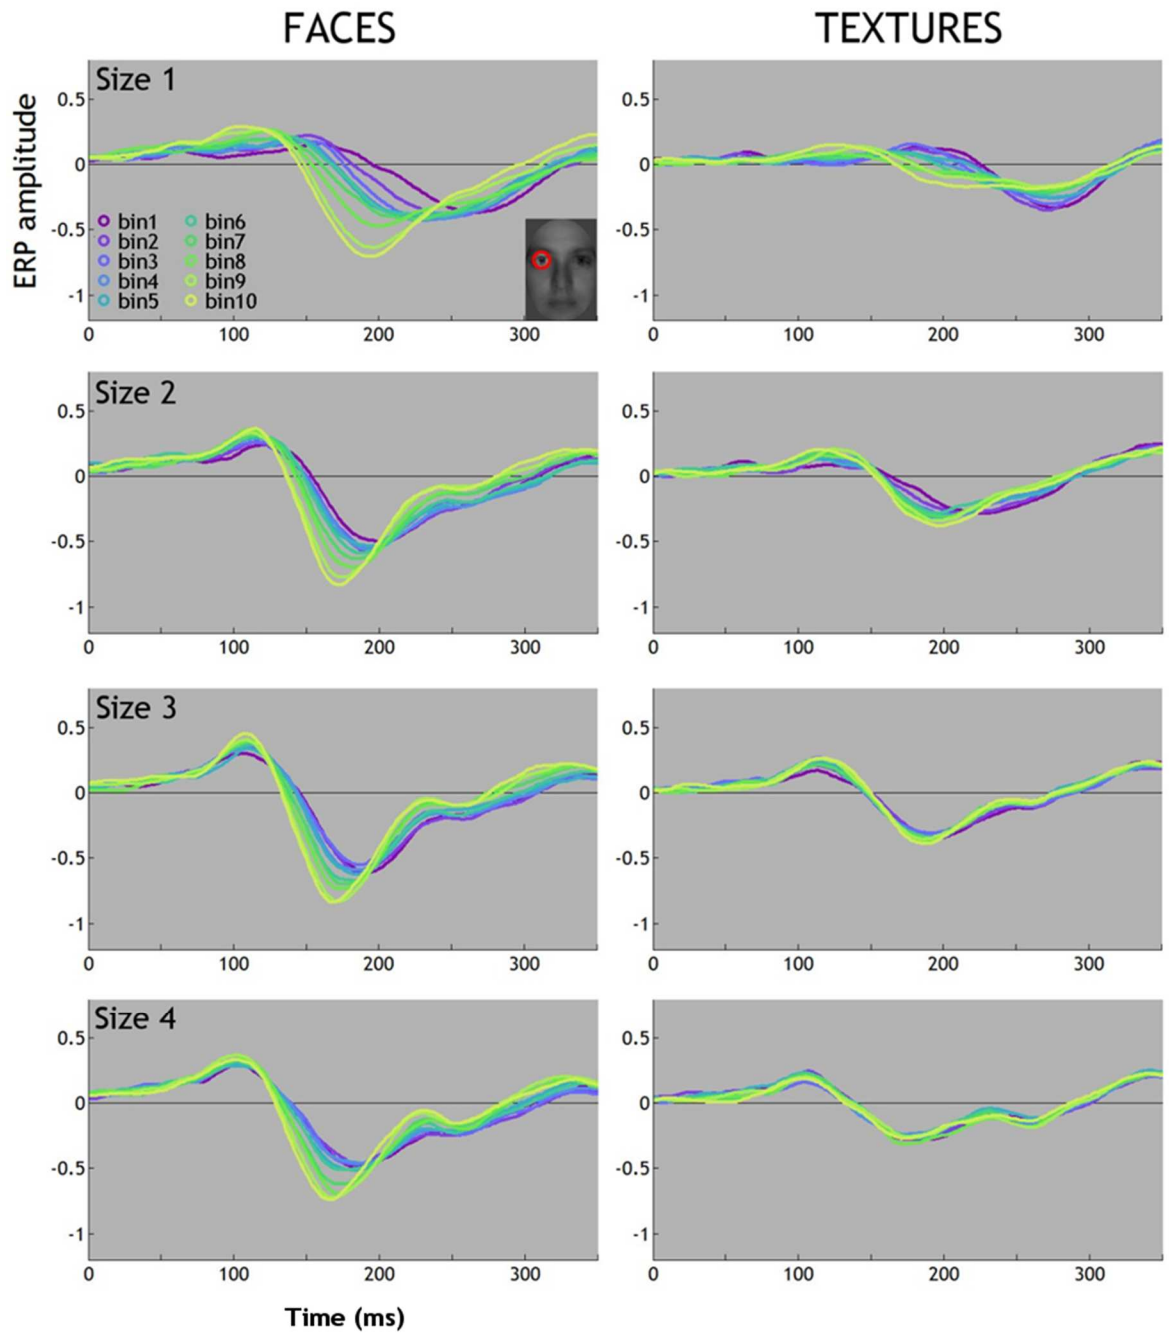 FACES
TEXTURES
Size 1
ERP amplitude
0.5
0
-0.5
-1
bin1
bin2
bin3
bin4
bin5
bin6
bin7
bin8
bin9
bin10
0 100 200 300
0.5
0
-0.5
-1
0 100 200 300
Size 2
0.5
0
-0.5
-1
0 100 200 300
0.5
0
-0.5
-1
0 100 200 300
Size 3
0.5
0
-0.5
-1
0 100 200 300
0.5
0
-0.5
-1
0 100 200 300
Size 4
0.5
0
-0.5
-1
0 100 200 300
0.5
0
-0.5
-1
0 100 200 300
Time (ms)